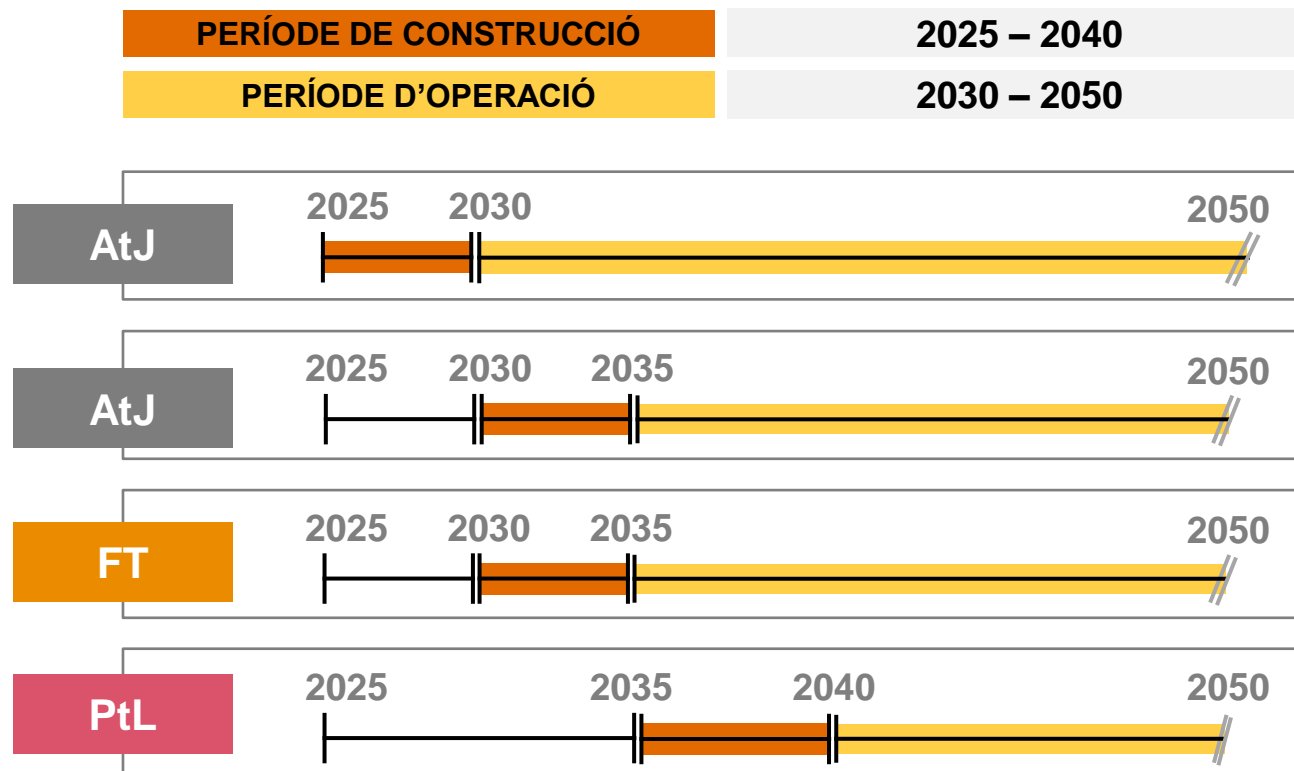 PERÍODE DE CONSTRUCCIÓ 2025 – 2040
PERÍODE D'OPERACIÓ 2030 – 2050
2025 2030 2050
AtJ
2025 2030 2035 2050
AtJ
2025 2030 2035 2050
FT
2025 2035 2040 2050
PtL